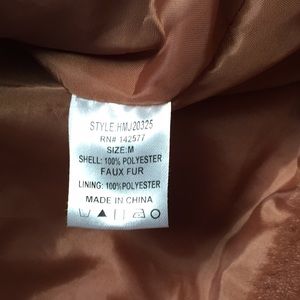 STYLE:HMJ20325
RN# 142577
SIZE:M
SHELL: 100% POLYESTER
FAUX FUR
LINING: 100%POLYESTER
MADE IN CHINA